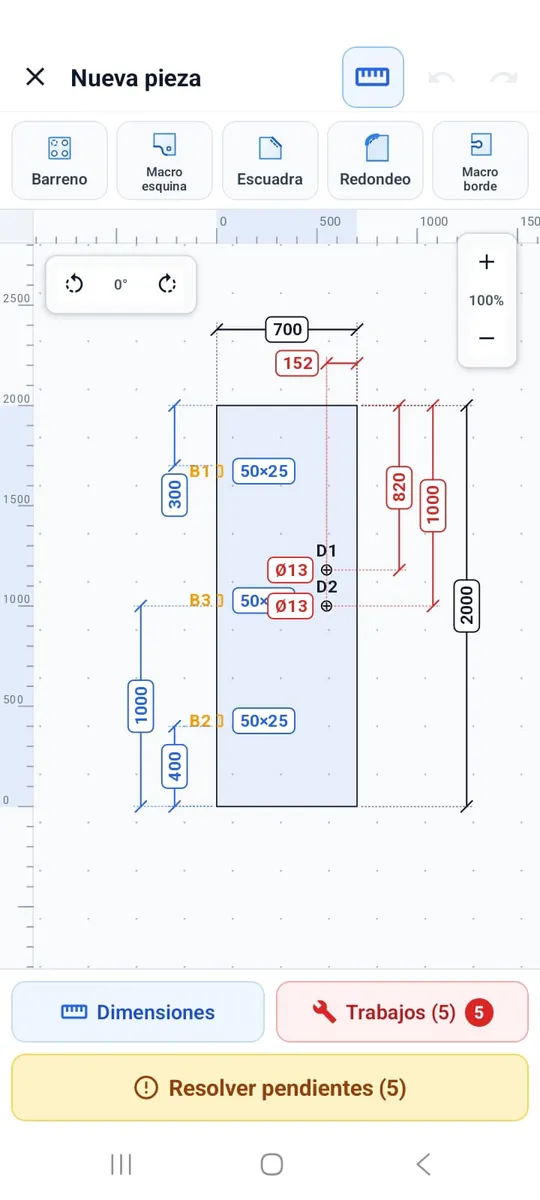 Nueva pieza
Barreno
Macro
esquina
Escuadra
Redondeo
Macro
borde
0 500 1000 150
0°
100%
2500
700
152
2000
B1 50×25
300
820
1000
1500
D1
Ø13
D2
1000
B3 50× Ø13
2000
1000
500
B2 50×25
400
0
Dimensiones
Trabajos (5) 5
Resolver pendientes (5)